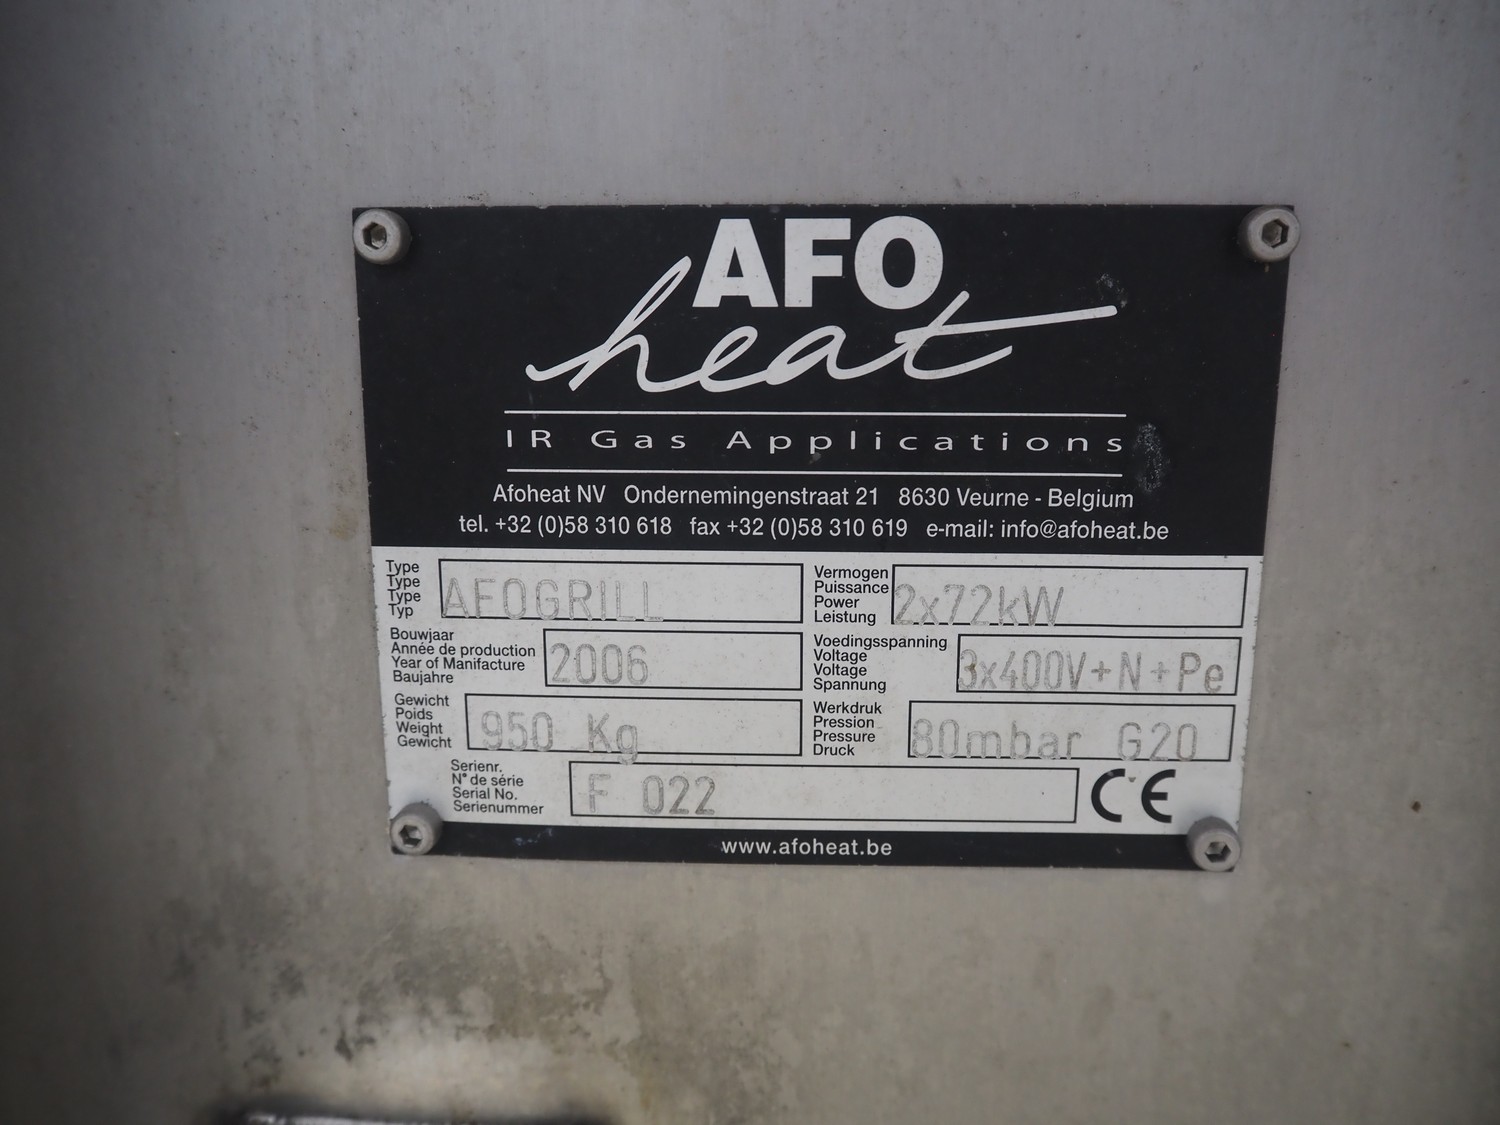 AFO
heat
IR Gas Applications
Afoheat NV Ondernemingenstraat 21 8630 Veurne - Belgium
tel. +32 (0)58 310 618 fax +32 (0)58 310 619 e-mail: info@afoheat.be
Type
Type
Type
Typ
AFOGRILL
Vermogen
Puissance
Power
Leistung
2x72kW
Bouwjaar
Année de production
Year of Manifacture
Baujahre
2006
Voedingsspanning
Voltage
Voltage
Spannung
3x400V+N+Pe
Gewicht
Poids
Weight
Gewicht
950 Kg
Werkdruk
Pression
Pressure
Druck
80mbar G20
Serienr.
N° de série
Serial No.
Serienummer
F 022
CE
www.afoheat.be